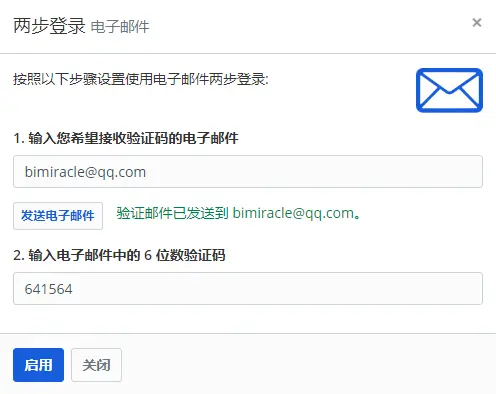 两步登录 电子邮件 ×
按照以下步骤设置使用电子邮件两步登录:
1. 输入您希望接收验证码的电子邮件
bimiracle@qq.com
发送电子邮件 验证邮件已发送到 bimiracle@qq.com。
2. 输入电子邮件中的 6 位数验证码
641564
启用 关闭